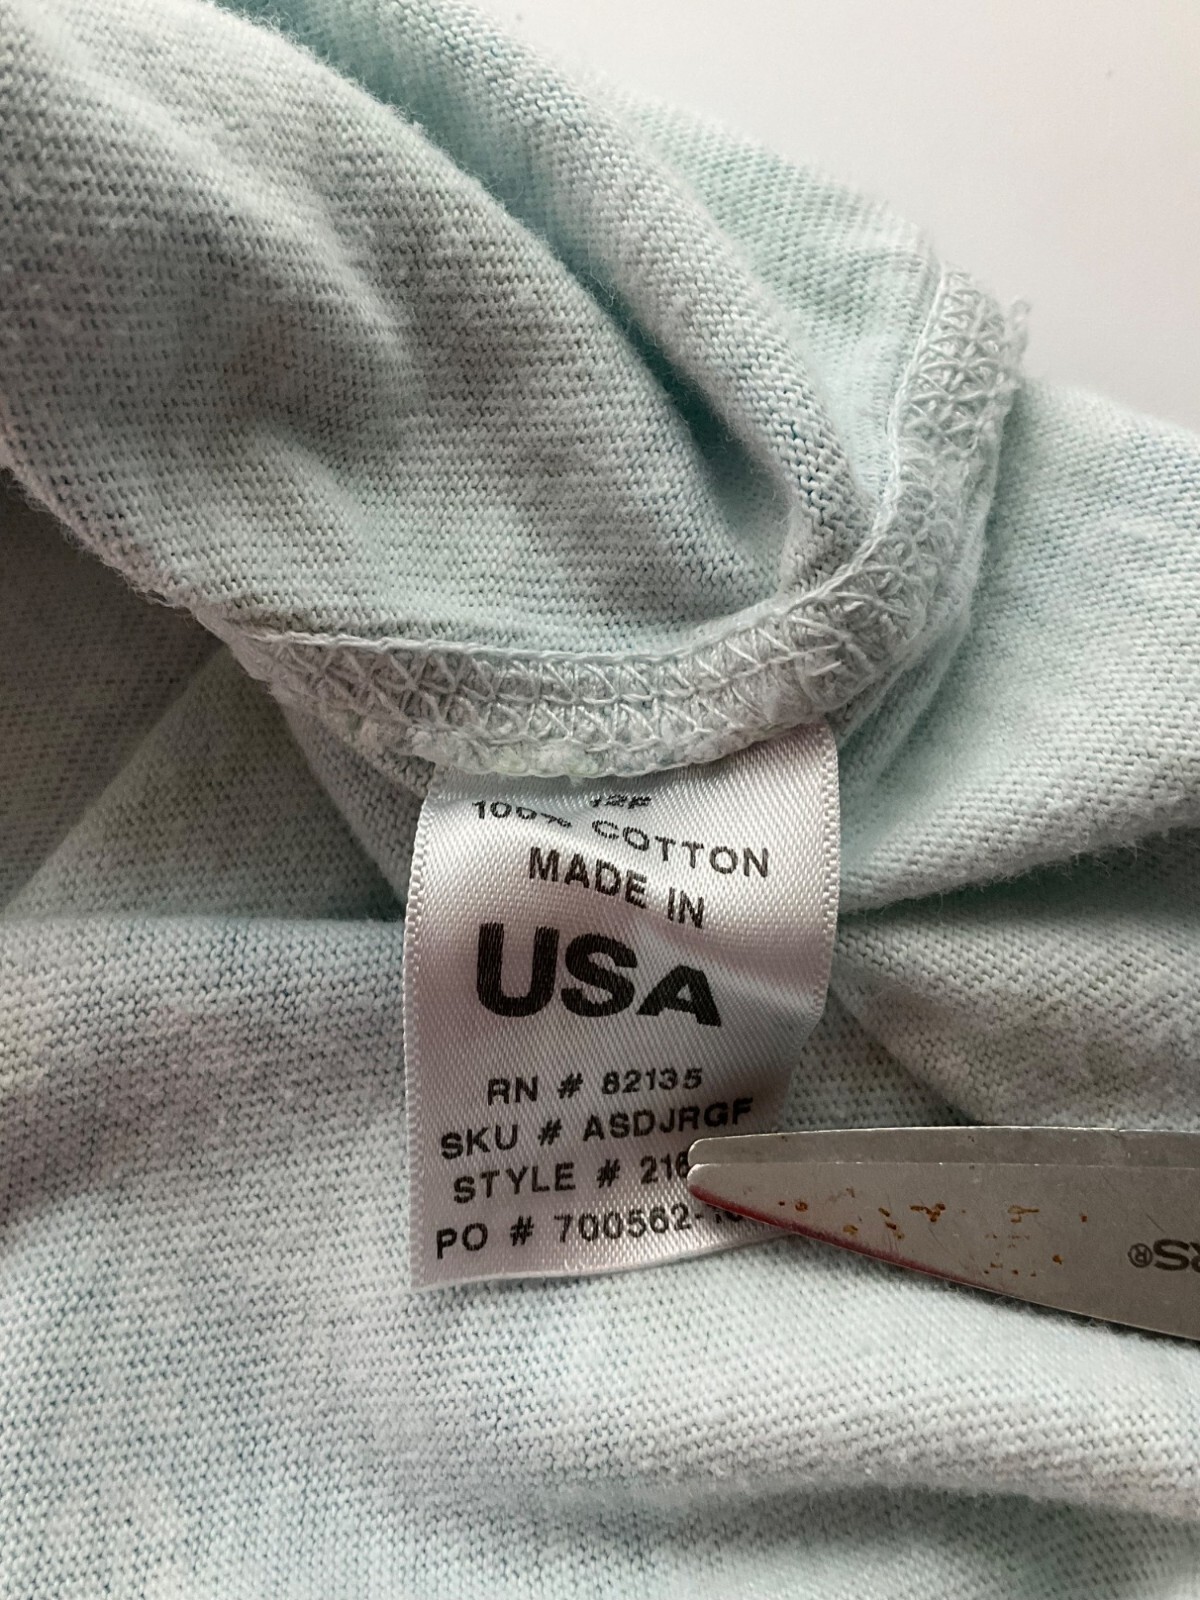 100% COTTON
MADE IN
USA
RN # 82135
SKU # ASDJRGF
STYLE # 216
PO # 700562-